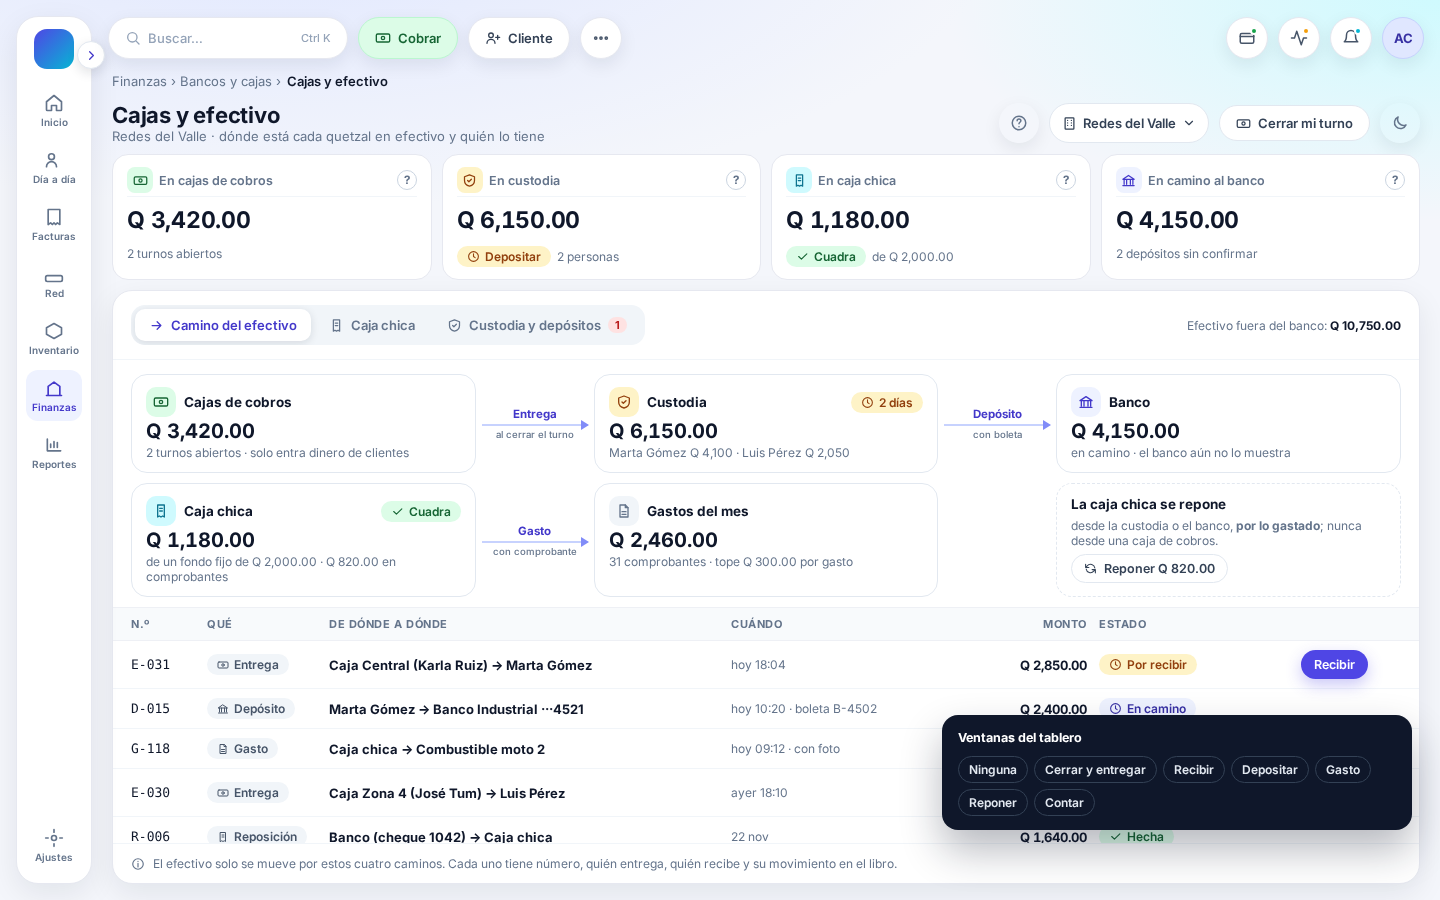 Buscar...
Ctrl K
Cobrar
Cliente
AC
Inicio
Día a día
Facturas
Red
Inventario
Finanzas
Reportes
Ajustes
Finanzas › Bancos y cajas › Cajas y efectivo
Cajas y efectivo
Redes del Valle · dónde está cada quetzal en efectivo y quién lo tiene
Redes del Valle
Cerrar mi turno
En cajas de cobros ?
Q 3,420.00
2 turnos abiertos
En custodia ?
Q 6,150.00
Depositar 2 personas
En caja chica ?
Q 1,180.00
Cuadra de Q 2,000.00
En camino al banco ?
Q 4,150.00
2 depósitos sin confirmar
Camino del efectivo
Caja chica
Custodia y depósitos 1
Efectivo fuera del banco: Q 10,750.00
Cajas de cobros
Q 3,420.00
2 turnos abiertos · solo entra dinero de clientes
Entrega
al cerrar el turno
Custodia
2 días
Q 6,150.00
Marta Gómez Q 4,100 · Luis Pérez Q 2,050
Depósito
con boleta
Banco
Q 4,150.00
en camino · el banco aún no lo muestra
Caja chica
Cuadra
Q 1,180.00
de un fondo fijo de Q 2,000.00 · Q 820.00 en
comprobantes
Gasto
con comprobante
Gastos del mes
Q 2,460.00
31 comprobantes · tope Q 300.00 por gasto
La caja chica se repone
desde la custodia o el banco, por lo gastado; nunca
desde una caja de cobros.
Reponer Q 820.00
N.º QUÉ DE DÓNDE A DÓNDE CUÁNDO MONTO ESTADO
E-031 Entrega Caja Central (Karla Ruiz) → Marta Gómez hoy 18:04 Q 2,850.00 Por recibir Recibir
D-015 Depósito Marta Gómez → Banco Industrial ···4521 hoy 10:20 · boleta B-4502 Q 2,400.00 En camino
G-118 Gasto Caja chica → Combustible moto 2 hoy 09:12 · con foto
E-030 Entrega Caja Zona 4 (José Tum) → Luis Pérez ayer 18:10
R-006 Reposición Banco (cheque 1042) → Caja chica 22 nov Q 1,640.00 Hecha
Ventanas del tablero
Ninguna Cerrar y entregar Recibir Depositar Gasto
Reponer Contar
El efectivo solo se mueve por estos cuatro caminos. Cada uno tiene número, quién entrega, quién recibe y su movimiento en el libro.